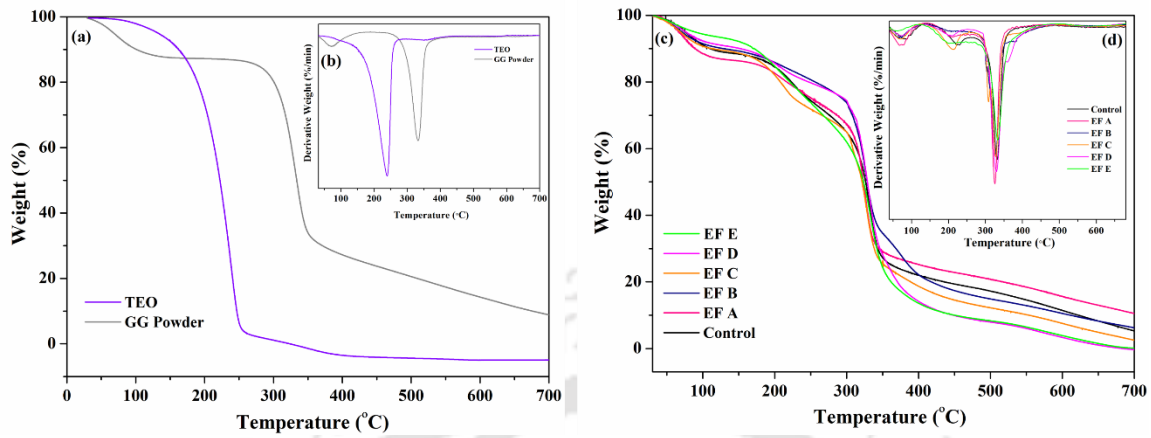 (a)
Weight (%)
100
80
60
40
20
0
0 100 200 300 400 500 600 700
Temperature (°C)
TEO
GG Powder
(b)
Derivative Weight (%/min)
TEO
GG Powder
100 200 300 400 500 600 700
Temperature (°C)
(c)
Weight (%)
100
80
60
40
20
0
100 200 300 400 500 600 700
Temperature (°C)
EF E
EF D
EF C
EF B
EF A
Control
(d)
Derivative Weight (%/min)
Control
EF A
EF B
EF C
EF D
EF E
100 200 300 400 500 600
Temperature (°C)